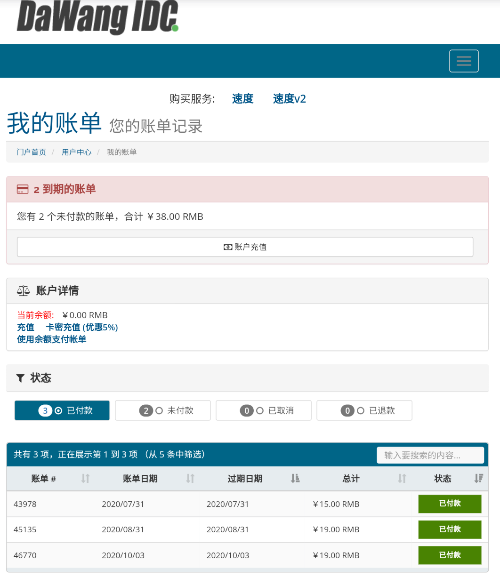 DaWang IDC
购买服务: 速度 速度v2
我的账单 您的账单记录
门户首页 / 用户中心 / 我的账单
2 到期的账单
您有 2 个未付款的账单，合计 ￥38.00 RMB
账户充值
账户详情
当前余额: ￥0.00 RMB
充值 卡密充值 (优惠5%)
使用余额支付帐单
状态
3 已付款 2 未付款 0 已取消 0 已退款
共有 3 项，正在展示第 1 到 3 项 （从 5 条中筛选） 输入要搜索的内容...
账单 # 账单日期 过期日期 总计 状态
43978 2020/07/31 2020/07/31 ￥15.00 RMB 已付款
45135 2020/08/31 2020/08/31 ￥19.00 RMB 已付款
46770 2020/10/03 2020/10/03 ￥19.00 RMB 已付款